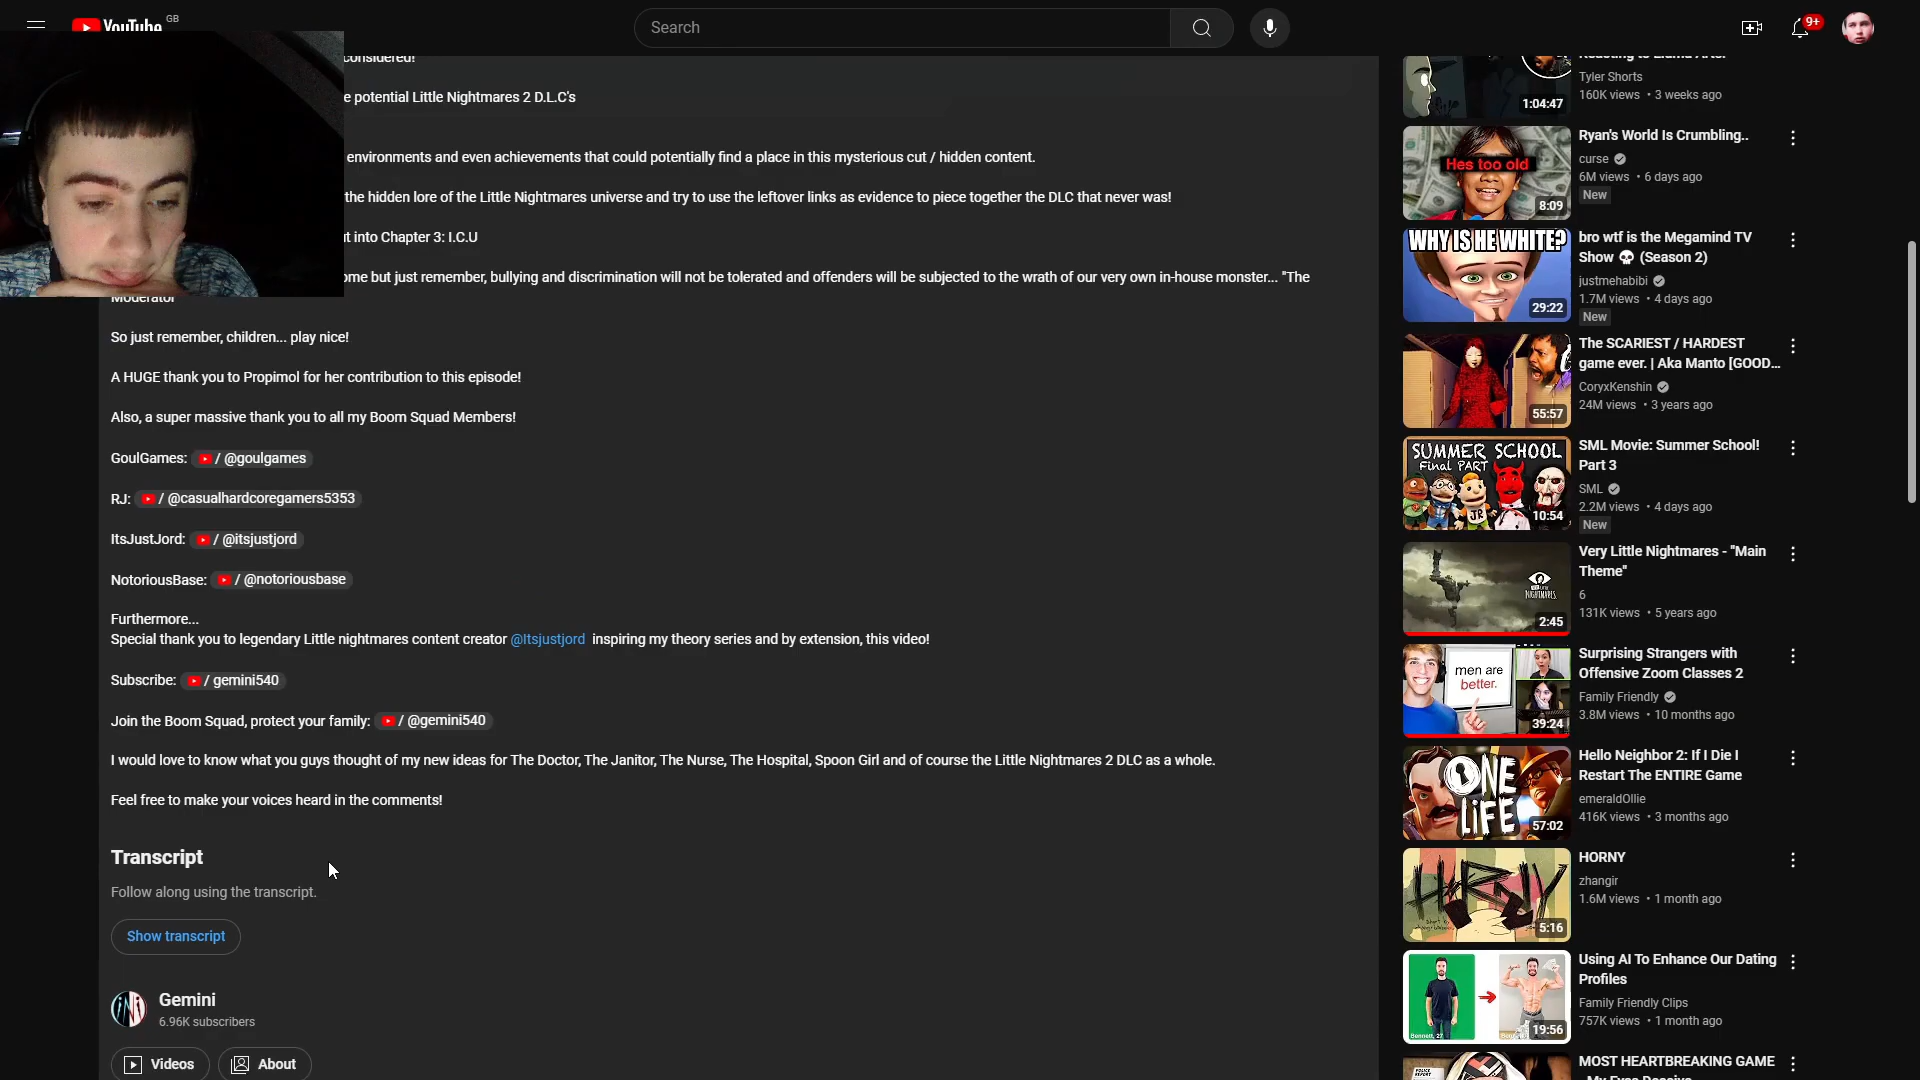 YouTube GB
Search
9+
considered!
e potential Little Nightmares 2 D.L.C's
environments and even achievements that could potentially find a place in this mysterious cut / hidden content.
the hidden lore of the Little Nightmares universe and try to use the leftover links as evidence to piece together the DLC that never was!
t into Chapter 3: I.C.U
ome but just remember, bullying and discrimination will not be tolerated and offenders will be subjected to the wrath of our very own in-house monster... "The
Moderator
So just remember, children... play nice!
A HUGE thank you to Propimol for her contribution to this episode!
Also, a super massive thank you to all my Boom Squad Members!
GoulGames: / @goulgames
RJ: / @casualhardcoregamers5353
ItsJustJord: / @itsjustjord
NotoriousBase: / @notoriousbase
Furthermore...
Special thank you to legendary Little nightmares content creator @Itsjustjord inspiring my theory series and by extension, this video!
Subscribe: / gemini540
Join the Boom Squad, protect your family: / @gemini540
I would love to know what you guys thought of my new ideas for The Doctor, The Janitor, The Nurse, The Hospital, Spoon Girl and of course the Little Nightmares 2 DLC as a whole.
Feel free to make your voices heard in the comments!
Transcript
Follow along using the transcript.
Show transcript
Gemini
6.96K subscribers
Videos
About
1:04:47
Tyler Shorts
160K views • 3 weeks ago
Hes too old
8:09
Ryan's World Is Crumbling..
curse
6M views • 6 days ago
New
WHY IS HE WHITE?
29:22
bro wtf is the Megamind TV
Show 💀 (Season 2)
justmehabibi
1.7M views • 4 days ago
New
55:57
The SCARIEST / HARDEST
game ever. | Aka Manto [GOOD...
CoryxKenshin
24M views • 3 years ago
SUMMER SCHOOL
Final PART
JR
10:54
SML Movie: Summer School!
Part 3
SML
2.2M views • 4 days ago
New
NIGHTMARES
2:45
Very Little Nightmares - "Main
Theme"
6
131K views • 5 years ago
men are
better.
39:24
Surprising Strangers with
Offensive Zoom Classes 2
Family Friendly
3.8M views • 10 months ago
ONE
LiFE
57:02
Hello Neighbor 2: If I Die I
Restart The ENTIRE Game
emeraldOllie
416K views • 3 months ago
5:16
HORNY
zhangir
1.6M views • 1 month ago
19:56
Using AI To Enhance Our Dating
Profiles
Family Friendly Clips
757K views • 1 month ago
MOST HEARTBREAKING GAME